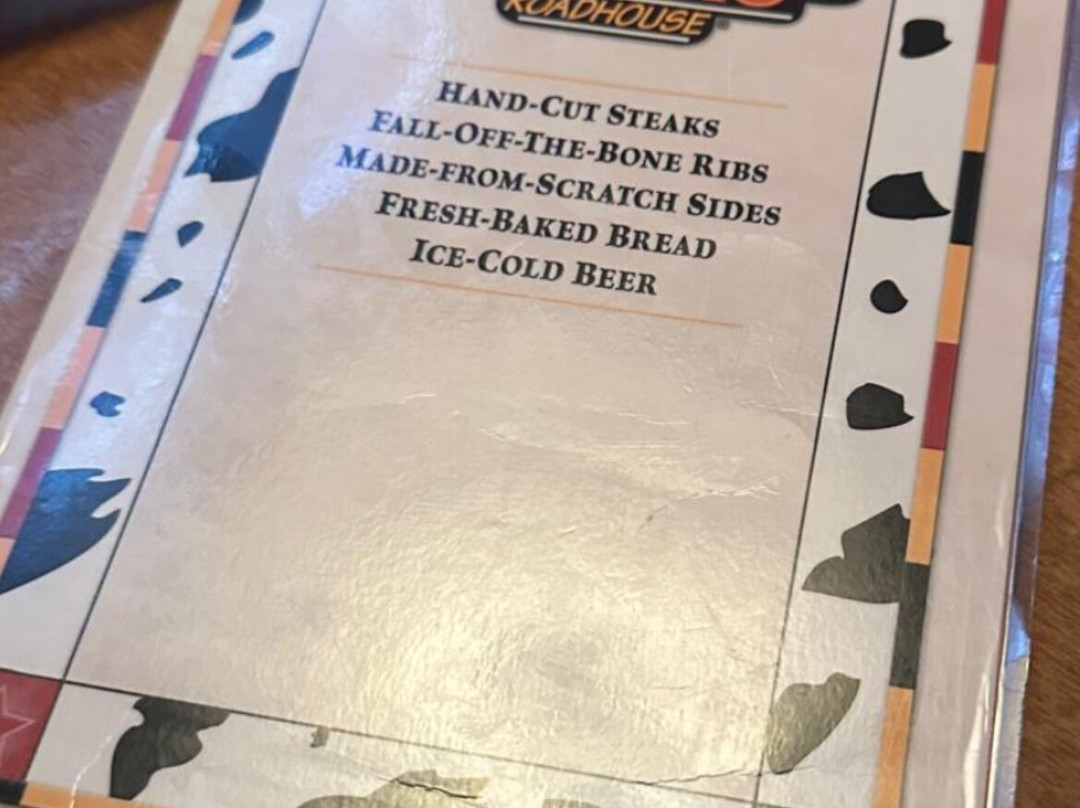 ROADHOUSE
HAND-CUT STEAKS
FALL-OFF-THE-BONE RIBS
MADE-FROM-SCRATCH SIDES
FRESH-BAKED BREAD
ICE-COLD BEER